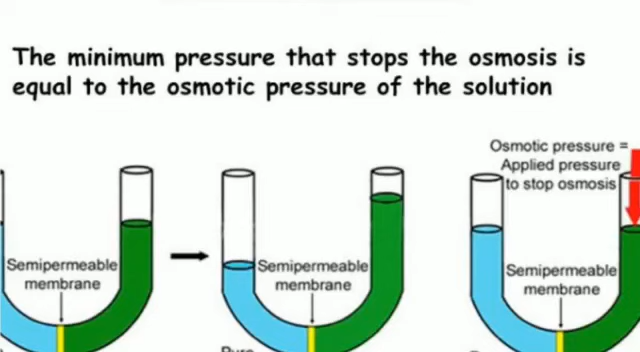 The minimum pressure that stops the osmosis is
equal to the osmotic pressure of the solution
Osmotic pressure =
Applied pressure
to stop osmosis
Semipermeable
membrane
Semipermeable
membrane
Semipermeable
membrane